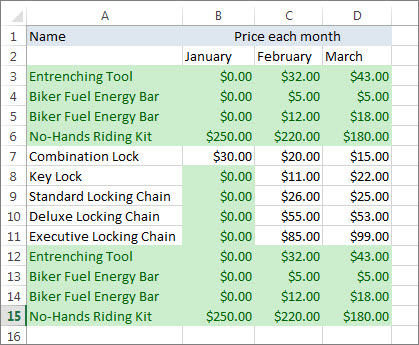 A B C D
1 Name Price each month
2 January February March
3 Entrenching Tool $0.00 $32.00 $43.00
4 Biker Fuel Energy Bar $0.00 $5.00 $5.00
5 Biker Fuel Energy Bar $0.00 $12.00 $18.00
6 No-Hands Riding Kit $250.00 $220.00 $180.00
7 Combination Lock $30.00 $20.00 $15.00
8 Key Lock $0.00 $11.00 $22.00
9 Standard Locking Chain $0.00 $26.00 $25.00
10 Deluxe Locking Chain $0.00 $55.00 $53.00
11 Executive Locking Chain $0.00 $85.00 $99.00
12 Entrenching Tool $0.00 $32.00 $43.00
13 Biker Fuel Energy Bar $0.00 $5.00 $5.00
14 Biker Fuel Energy Bar $0.00 $12.00 $18.00
15 No-Hands Riding Kit $250.00 $220.00 $180.00
16